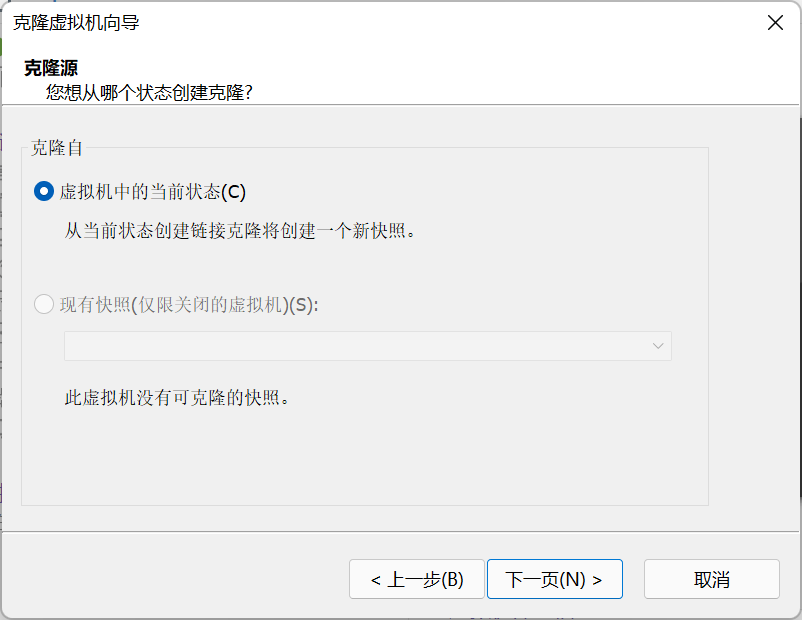 克隆虚拟机向导
克隆源
您想从哪个状态创建克隆?
克隆自
虚拟机中的当前状态(C)
从当前状态创建链接克隆将创建一个新快照。
现有快照(仅限关闭的虚拟机)(S):
此虚拟机没有可克隆的快照。
< 上一步(B)
下一页(N) >
取消